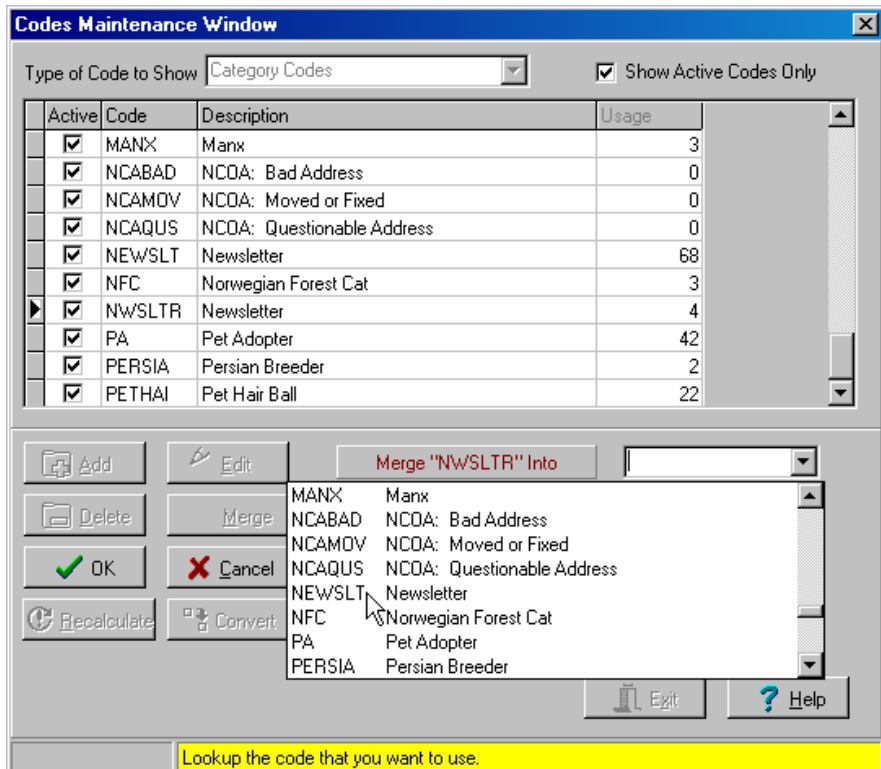 Codes Maintenance Window
Type of Code to Show Category Codes Show Active Codes Only
Active Code Description Usage
MANX Manx 3
NCABAD NCOA: Bad Address 0
NCAMOV NCOA: Moved or Fixed 0
NCAQUS NCOA: Questionable Address 0
NEWSLT Newsletter 68
NFC Norwegian Forest Cat 3
NWSLTR Newsletter 4
PA Pet Adopter 42
PERSIA Persian Breeder 2
PETHAI Pet Hair Ball 22
Add Edit Merge "NWSLTR" Into
Delete Merge
OK Cancel
Recalculate Convert
MANX Manx
NCABAD NCOA: Bad Address
NCAMOV NCOA: Moved or Fixed
NCAQUS NCOA: Questionable Address
NEWSLT Newsletter
NFC Norwegian Forest Cat
PA Pet Adopter
PERSIA Persian Breeder
Exit Help
Lookup the code that you want to use.